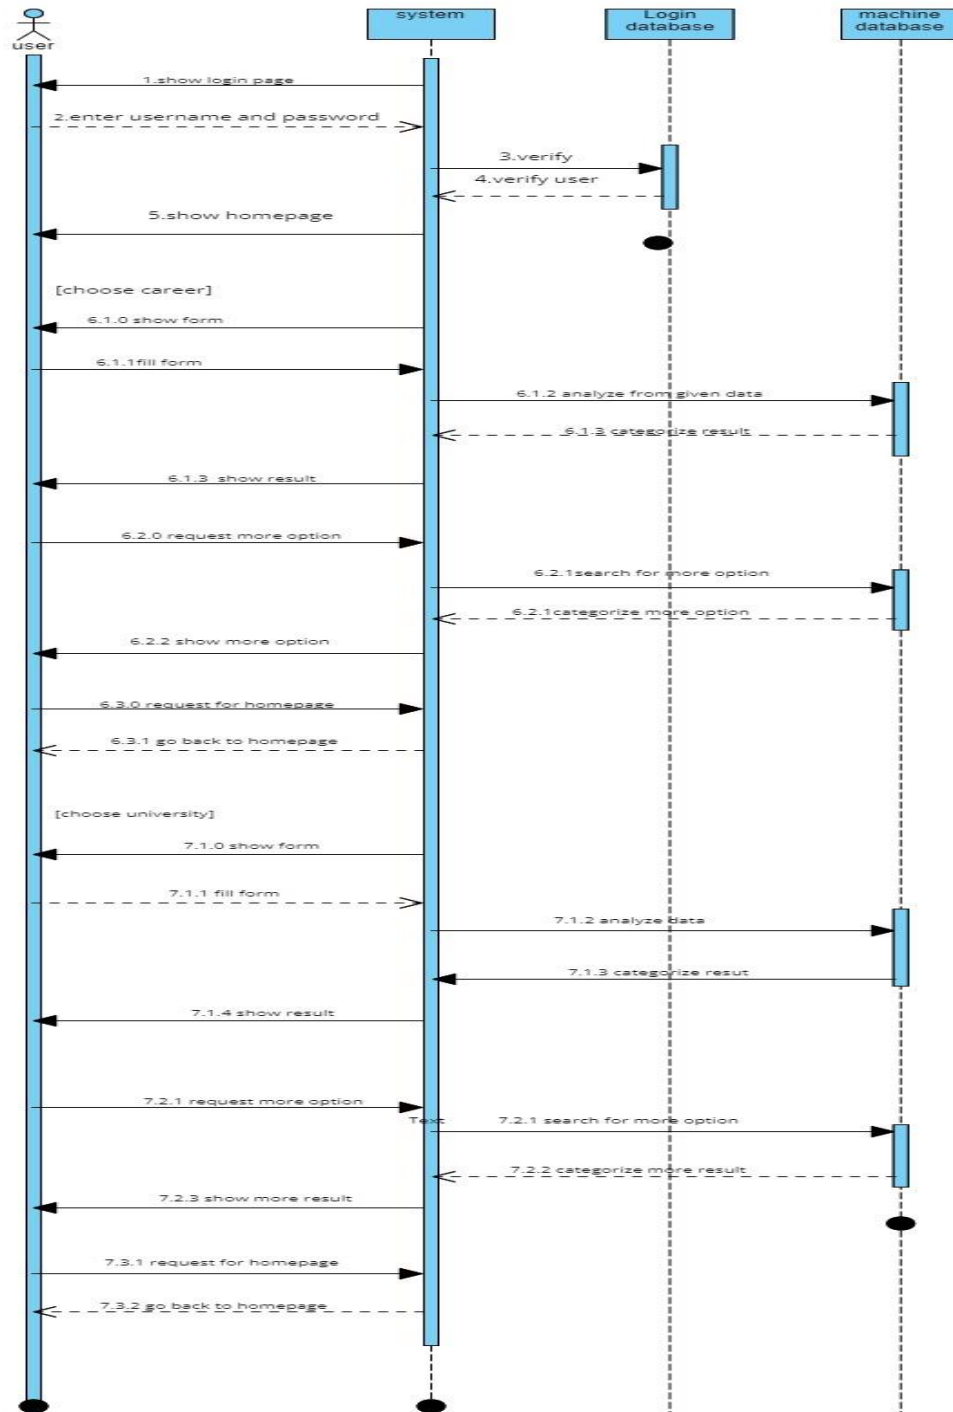 user
system
Login
database
machine
database
1.show login page
2.enter username and password
3.verify
4.verify user
5.show homepage
[choose career]
6.1.0 show form
6.1.1fill form
6.1.2 analyze from given data
6.1.3 categorize result
6.1.3 show result
6.2.0 request more option
6.2.1search for more option
6.2.1categorize more option
6.2.2 show more option
6.3.0 request for homepage
6.3.1 go back to homepage
[choose university]
7.1.0 show form
7.1.1 fill form
7.1.2 analyze data
7.1.3 categorize resut
7.1.4 show result
7.2.1 request more option
Text
7.2.1 search for more option
7.2.2 categorize more result
7.2.3 show more result
7.3.1 request for homepage
7.3.2 go back to homepage